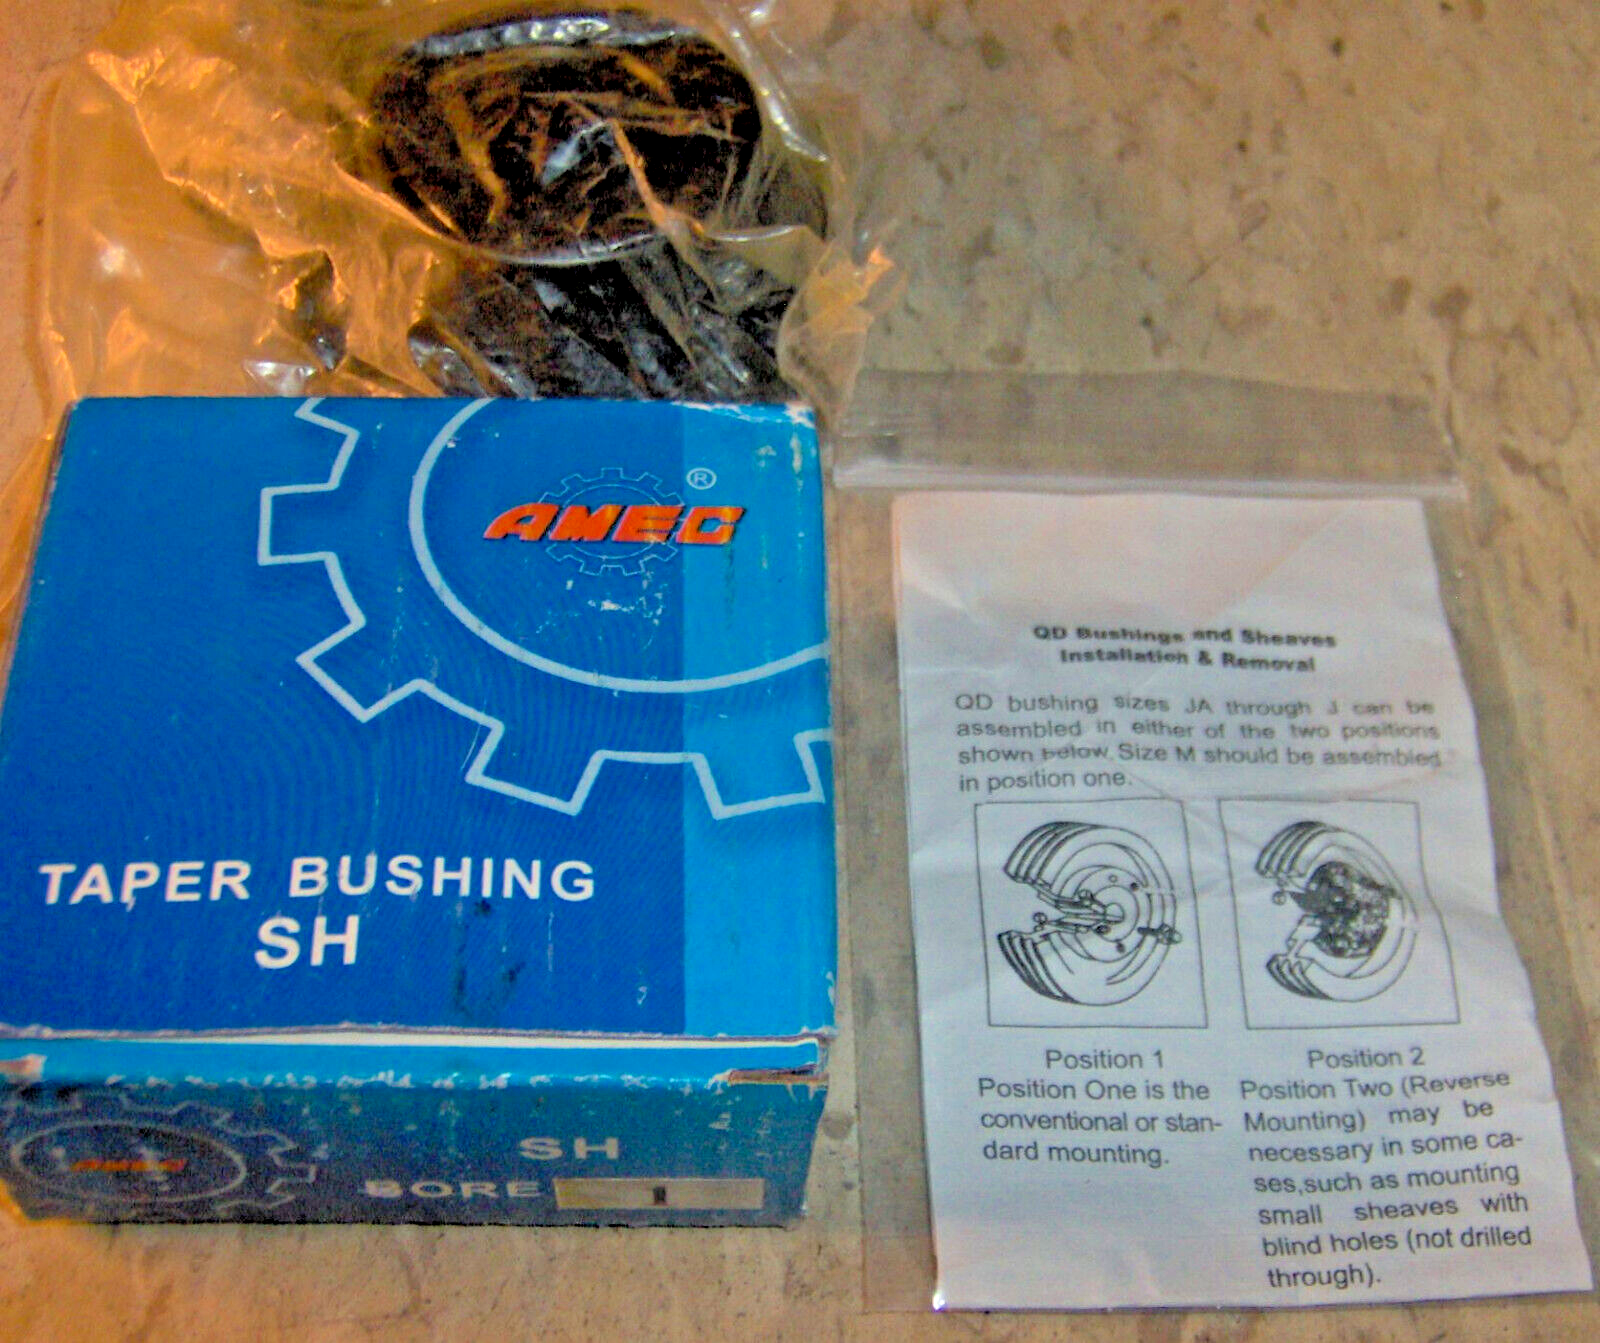 ®
AMEC
TAPER BUSHING
SH
AMEC
SH
BORE 1
QD Bushings and Sheaves
Installation & Removal
QD bushing sizes JA through J can be
assembled in either of the two positions
shown below. Size M should be assembled
in position one.
Position 1
Position One is the
conventional or stan-
dard mounting.
Position 2
Position Two (Reverse
Mounting) may be
necessary in some ca-
ses,such as mounting
small sheaves with
blind holes (not drilled
through).